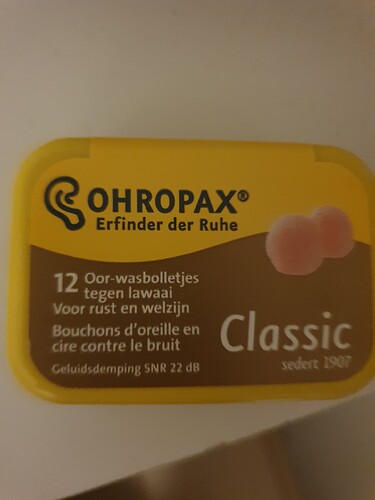 OHROPAX®
Erfinder der Ruhe
12 Oor-wasbolletjes
tegen lawaai
Voor rust en welzijn
Bouchons d'oreille en
cire contre le bruit
Geluidsdemping SNR 22 dB
Classic
sedert 1907